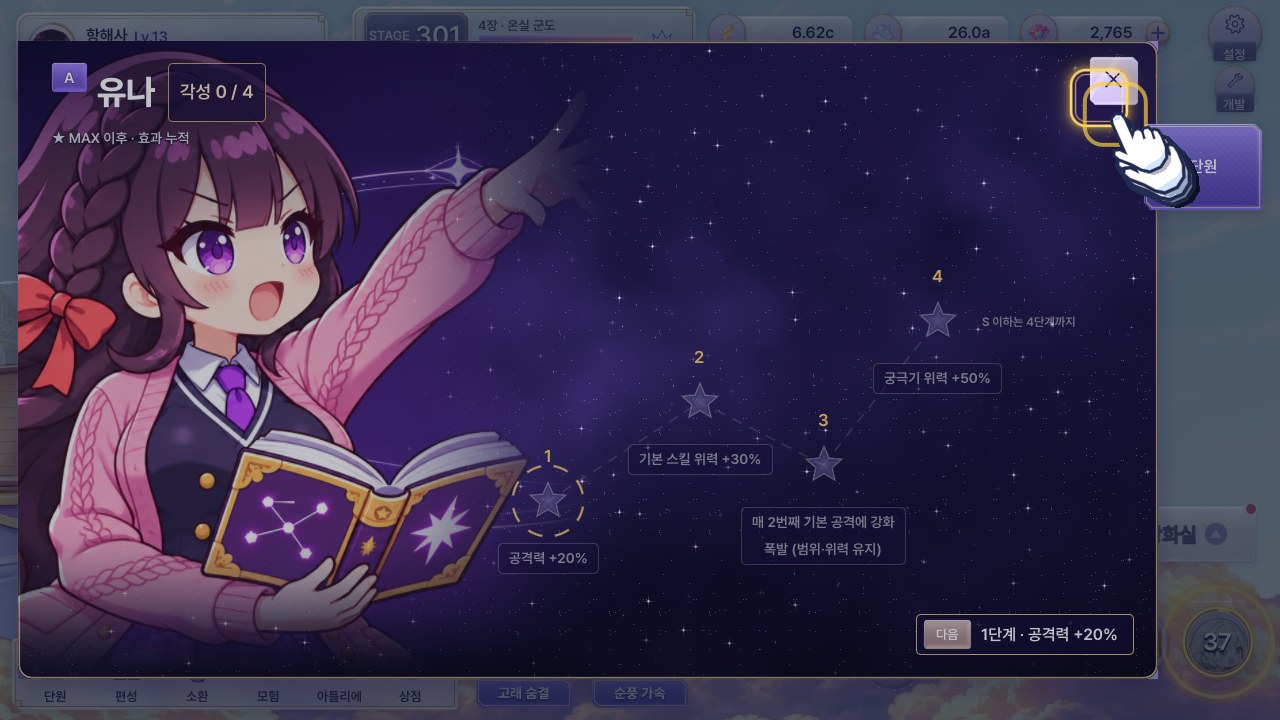 항해사 Lv.13
STAGE 301
4장 · 온실 군도
6.62c
26.0a
2,765
설정
개발
A
유나
각성 0 / 4
★ MAX 이후 · 효과 누적
단원
4
S 이하는 4단계까지
궁극기 위력 +50%
2
기본 스킬 위력 +30%
3
매 2번째 기본 공격에 강화
폭발 (범위·위력 유지)
1
공격력 +20%
다음
1단계 · 공격력 +20%
37
단원
편성
소환
모험
아틀리에
상점
고래 숨결
순풍 가속